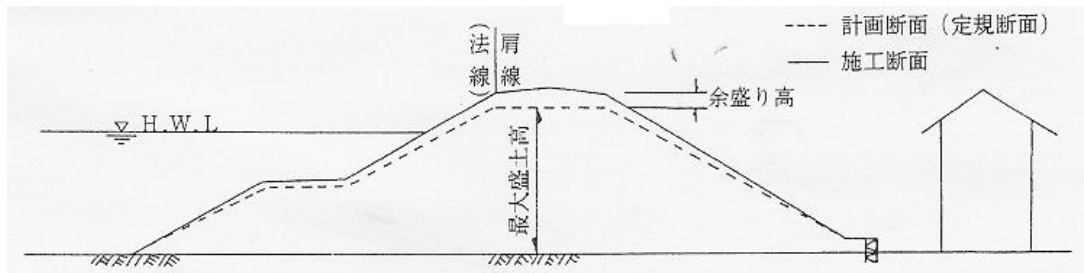 計画断面（定規断面）
施工断面
肩線
（法線）
余盛り高
H.W.L
最大盛土高